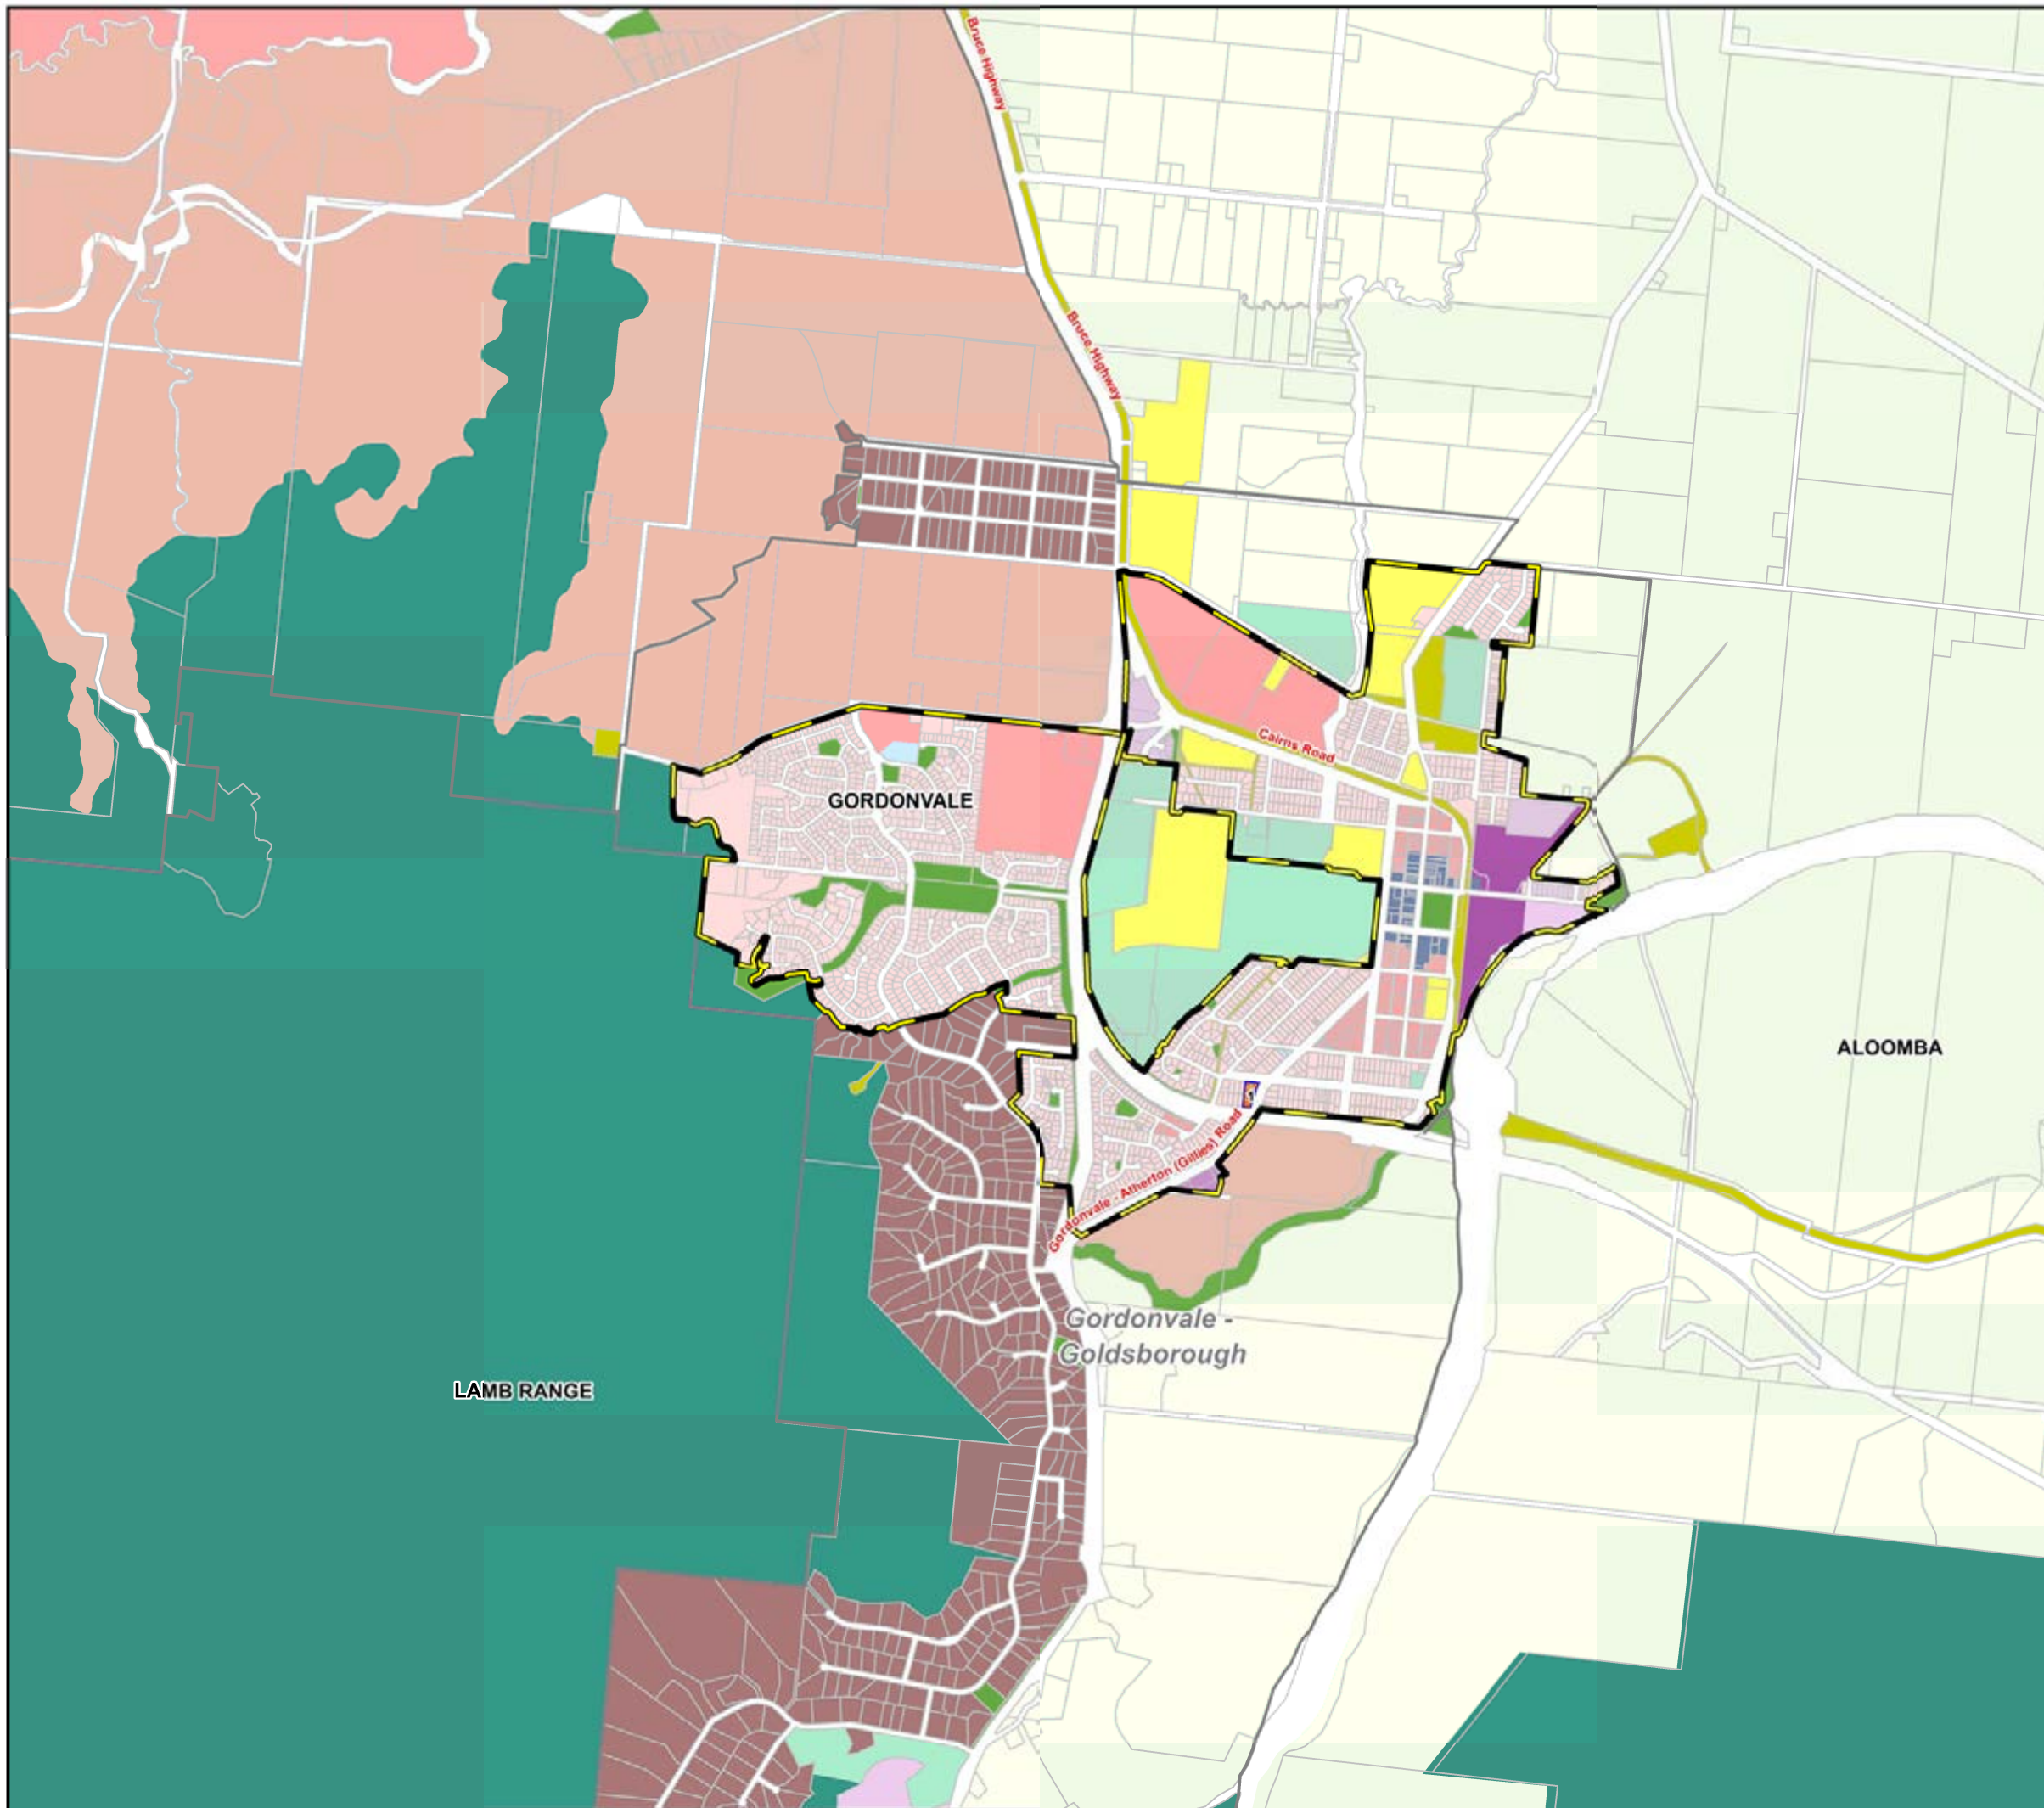 Bruce Highway
Bruce Highway
Cairns Road
GORDONVALE
ALOOMBA
Gordonvale - Atherton (Gillies) Road
Gordonvale -
Goldsborough
LAMB RANGE